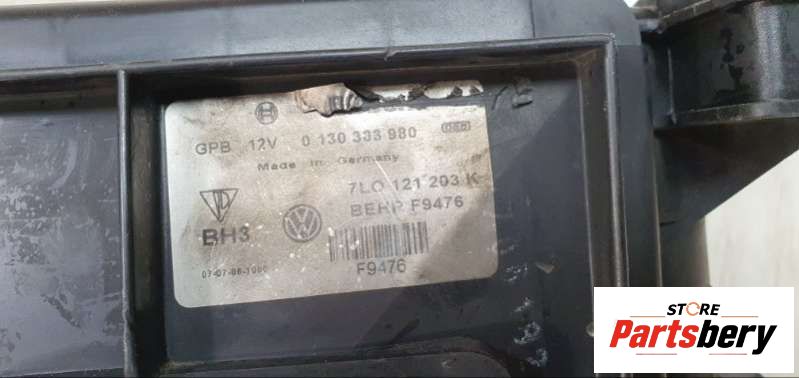 GPB 12V 0 130 333 980
Made in Germany
7L0 121 203 K
BEHR F9476
BH3
F9476
STORE
Partsbery